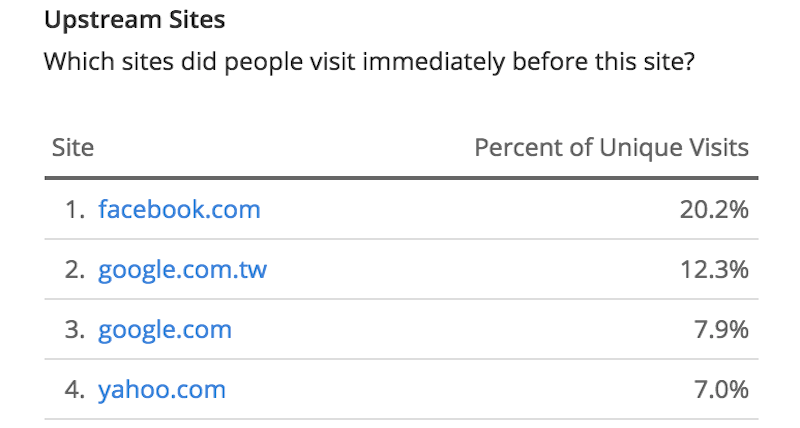 Upstream Sites
Which sites did people visit immediately before this site?
Site Percent of Unique Visits
1. facebook.com 20.2%
2. google.com.tw 12.3%
3. google.com 7.9%
4. yahoo.com 7.0%